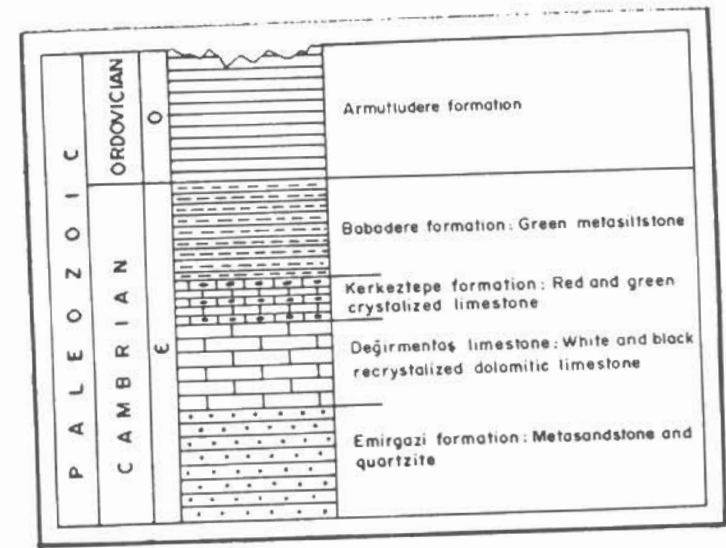 PALEOZOIC
ORDOVICIAN
CAMBRIAN
O
Є
Armutludere formation
Babadere formation: Green metasiltstone
Kerkeztepe formation: Red and green
crystalized limestone
Değirmentaş limestone: White and black
recrystalized dolomitic limestone
Emirgazi formation: Metasandstone and
quartzite